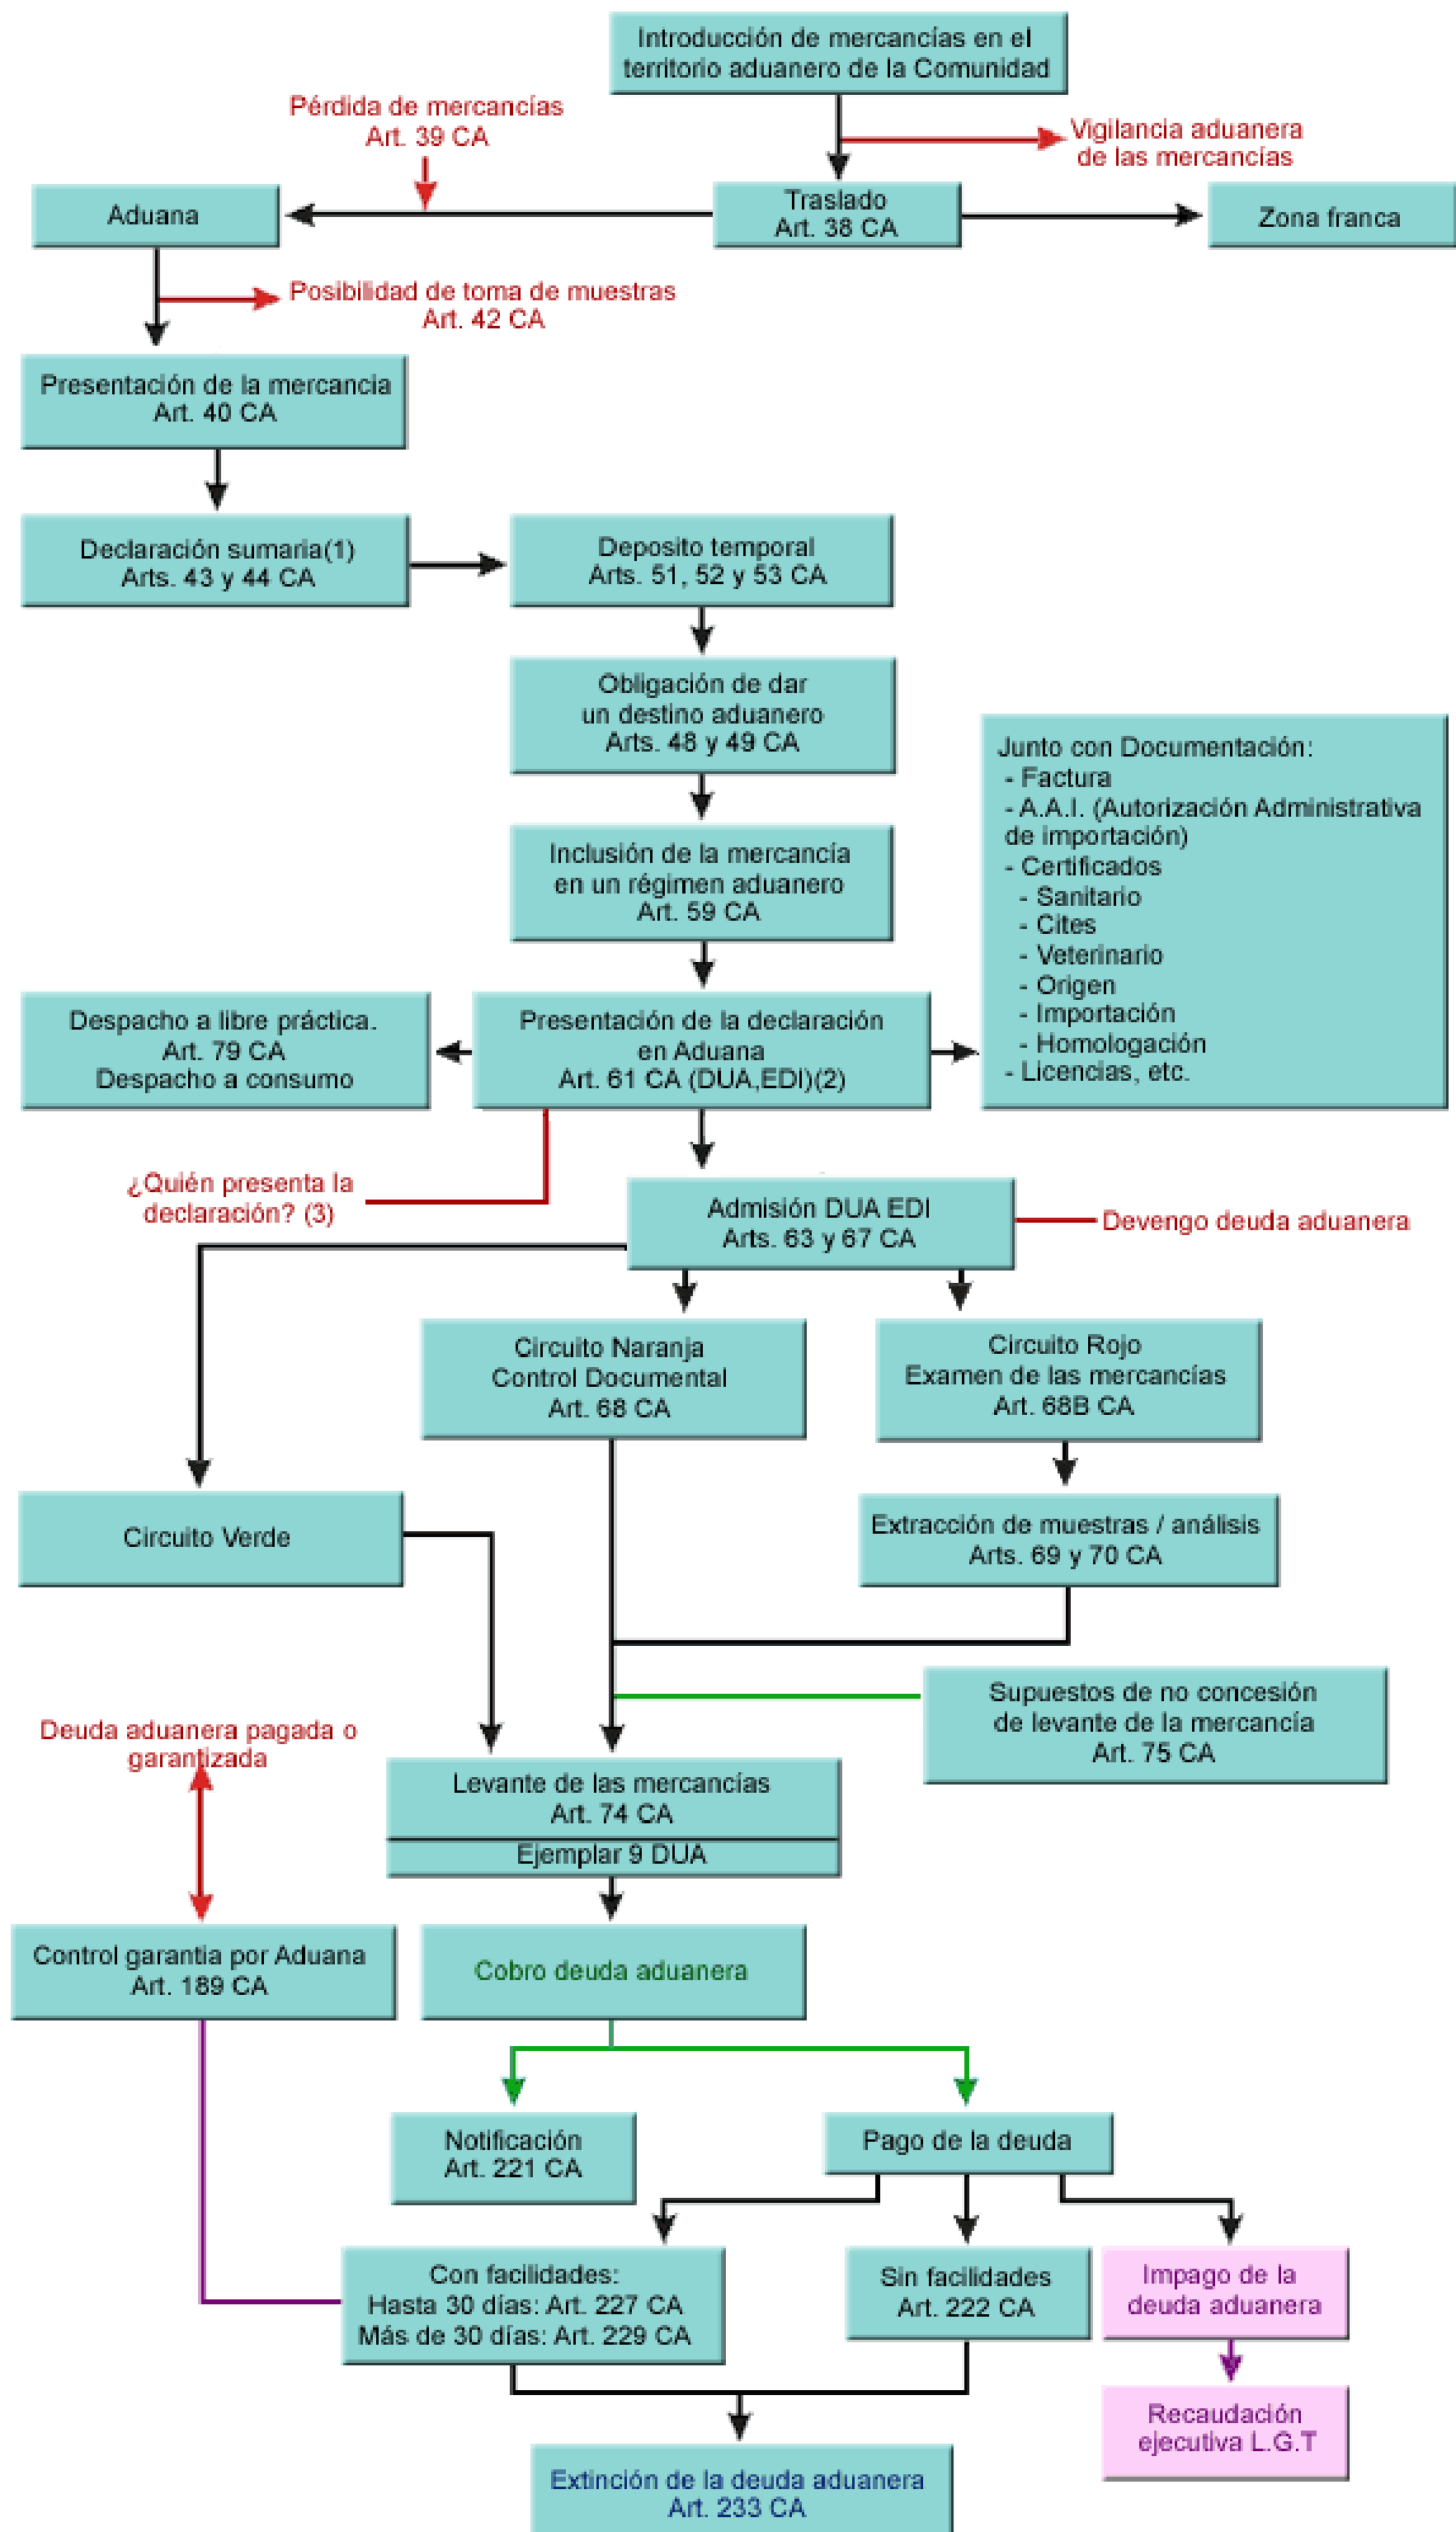 Introducción de mercancías en el
territorio aduanero de la Comunidad
Pérdida de mercancías
Art. 39 CA
Vigilancia aduanera
de las mercancías
Aduana
Traslado
Art. 38 CA
Zona franca
Posibilidad de toma de muestras
Art. 42 CA
Presentación de la mercancia
Art. 40 CA
Declaración sumaria(1)
Arts. 43 y 44 CA
Deposito temporal
Arts. 51, 52 y 53 CA
Obligación de dar
un destino aduanero
Arts. 48 y 49 CA
Inclusión de la mercancía
en un régimen aduanero
Art. 59 CA
Junto con Documentación:
- Factura
- A.A.I. (Autorización Administrativa
de importación)
- Certificados
- Sanitario
- Cites
- Veterinario
- Origen
- Importación
- Homologación
- Licencias, etc.
Despacho a libre práctica.
Art. 79 CA
Despacho a consumo
Presentación de la declaración
en Aduana
Art. 61 CA (DUA,EDI)(2)
¿Quién presenta la
declaración? (3)
Admisión DUA EDI
Arts. 63 y 67 CA
Devengo deuda aduanera
Circuito Naranja
Control Documental
Art. 68 CA
Circuito Rojo
Examen de las mercancías
Art. 68B CA
Circuito Verde
Extracción de muestras / análisis
Arts. 69 y 70 CA
Supuestos de no concesión
de levante de la mercancía
Art. 75 CA
Deuda aduanera pagada o
garantizada
Levante de las mercancías
Art. 74 CA
Ejemplar 9 DUA
Control garantia por Aduana
Art. 189 CA
Cobro deuda aduanera
Notificación
Art. 221 CA
Pago de la deuda
Con facilidades:
Hasta 30 días: Art. 227 CA
Más de 30 días: Art. 229 CA
Sin facilidades
Art. 222 CA
Impago de la
deuda aduanera
Recaudación
ejecutiva L.G.T
Extinción de la deuda aduanera
Art. 233 CA